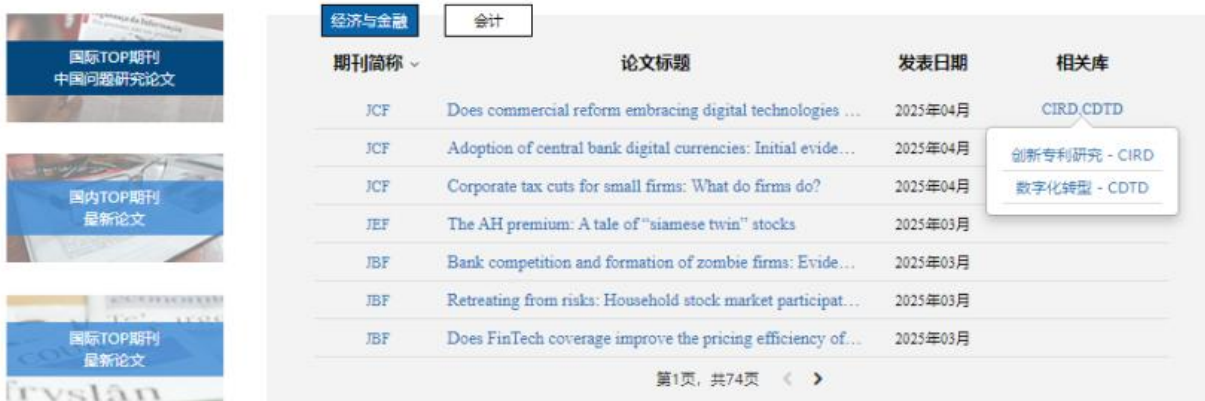 国际TOP期刊
中国问题研究论文
国内TOP期刊
最新论文
国际TOP期刊
最新论文
经济与金融 会计
期刊简称 论文标题 发表日期 相关库
JCF Does commercial reform embracing digital technologies … 2025年04月 CIRD,CDTD
JCF Adoption of central bank digital currencies: Initial evide… 2025年04月
JCF Corporate tax cuts for small firms: What do firms do? 2025年04月
JEF The AH premium: A tale of “siamese twin” stocks 2025年03月
JBF Bank competition and formation of zombie firms: Evide… 2025年03月
JBF Retreating from risks: Household stock market participat… 2025年03月
JBF Does FinTech coverage improve the pricing efficiency of… 2025年03月
创新专利研究 - CIRD
数字化转型 - CDTD
第1页, 共74页 < >